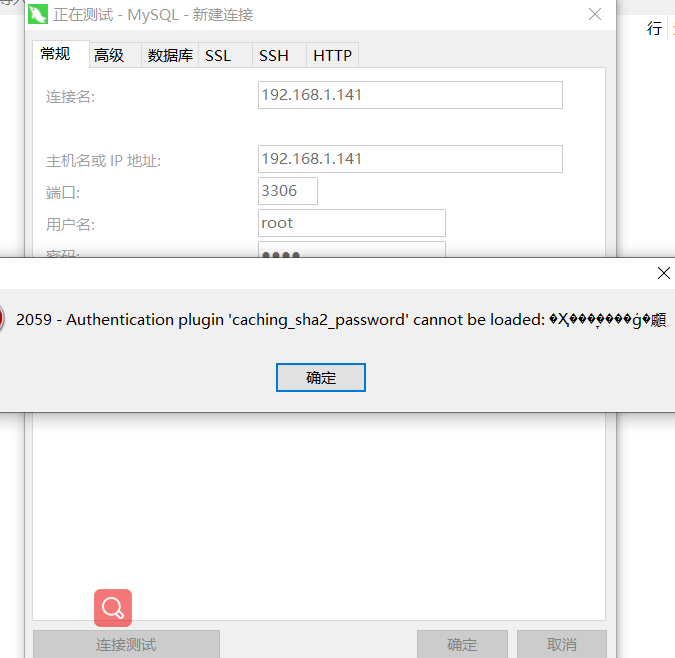 正在测试 - MySQL - 新建连接
行
常规 高级 数据库 SSL SSH HTTP
连接名: 192.168.1.141
主机名或 IP 地址: 192.168.1.141
端口: 3306
用户名: root
密码: ●●●●
2059 - Authentication plugin 'caching_sha2_password' cannot be loaded:
确定
连接测试 确定 取消